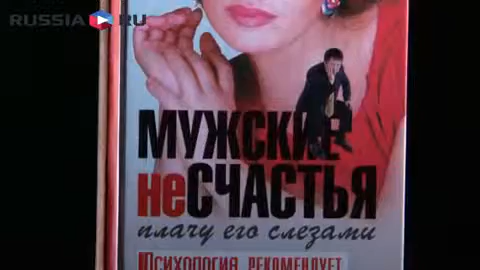 RUSSIA.RU
МУЖСКИЕ
неСЧАСТЬЯ
плачу его слезами
ПСИХОЛОГИЯ РЕКОМЕНДУЕТ